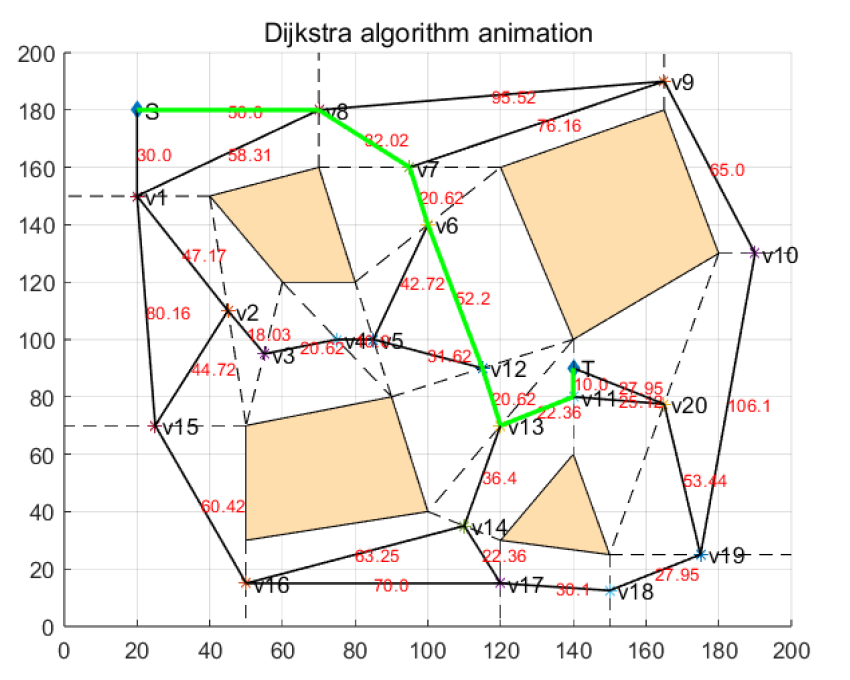 Dijkstra algorithm animation
200
v9
95.52
180
S
50.0
v8
76.16
32.02
160
30.0
58.31
v7
65.0
v1
20.62
140
v6
47.17
v10
120
42.72
52.2
80.16
v2
100
18.03
20.62
v4
v5
v3
31.62
v12
T
44.72
10.0
27.95
80
20.62
v11
25.12
v20
106.1
22.36
v15
v13
60
36.4
53.44
60.42
40
v14
63.25
22.36
v19
20
27.95
v16
70.0
v17
30.1
v18
0
0
20
40
60
80
100
120
140
160
180
200